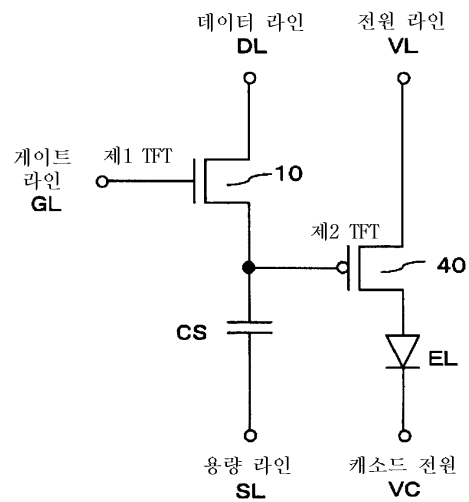 데이터 라인
DL
전원 라인
VL
게이트
라인
GL
제1 TFT
10
제2 TFT
40
CS
EL
용량 라인
SL
캐소드 전원
VC